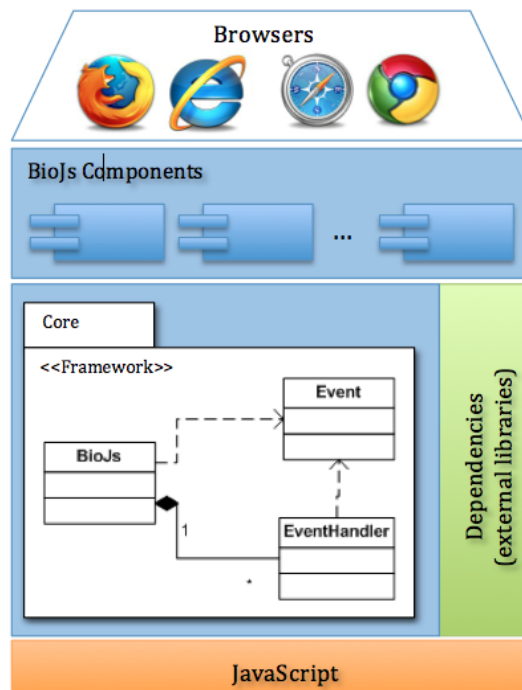 Browsers
BioJs Components
...
Core
<<Framework>>
Event
BioJs
1
EventHandler
*
Dependencies
(external libraries)
JavaScript